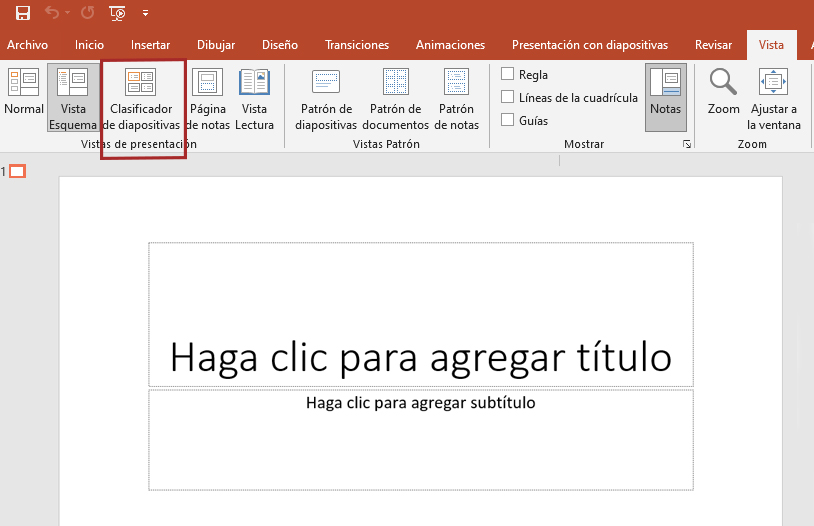 Archivo Inicio Insertar Dibujar Diseño Transiciones Animaciones Presentación con diapositivas Revisar Vista
Normal
Vista
Esquema
Clasificador
de diapositivas
Página
de notas
Vista
Lectura
Vistas de presentación
Patrón de
diapositivas
Patrón de
documentos
Patrón
de notas
Vistas Patrón
Regla
Líneas de la cuadrícula
Guías
Notas
Mostrar
Zoom
Ajustar a
la ventana
Zoom
1
Haga clic para agregar título
Haga clic para agregar subtítulo